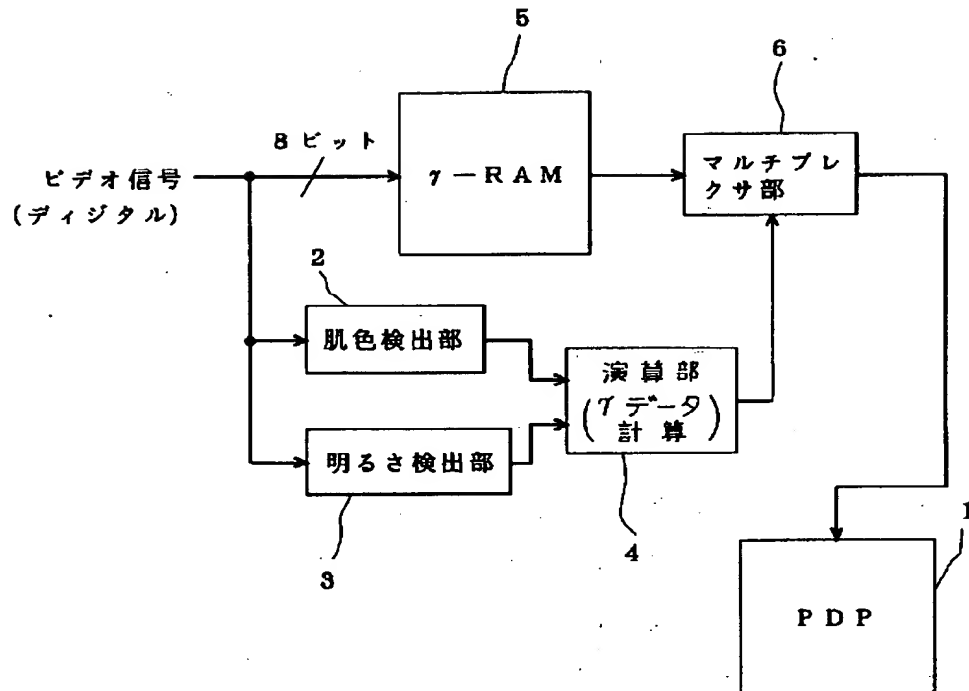 5
6
8ビット
γ-RAM
マルチプレ
クサ部
ビデオ信号
(ディジタル)
2
肌色検出部
演算部
(γデータ
計算)
明るさ検出部
3
4
1
PDP